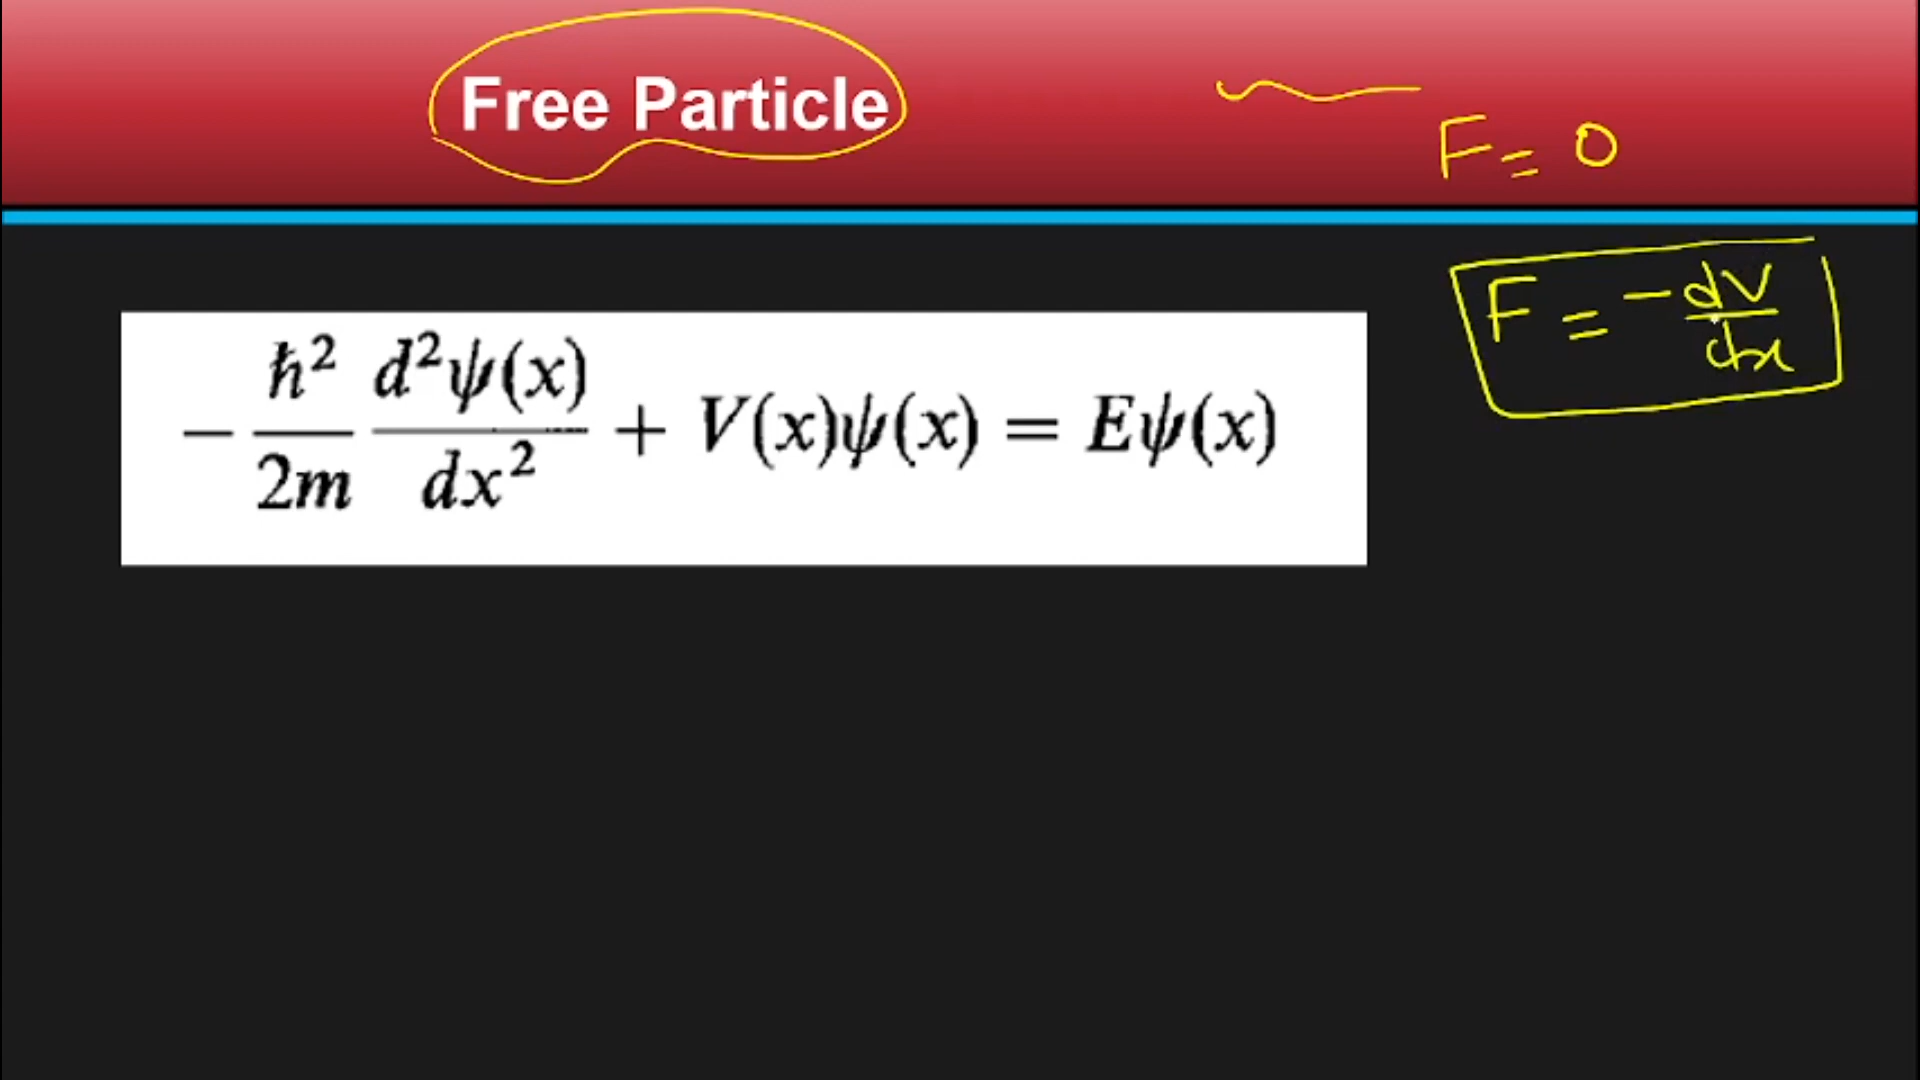 Free Particle
F = 0
F = -dV/dx
-ħ²/2m d²ψ(x)/dx² + V(x)ψ(x) = Eψ(x)